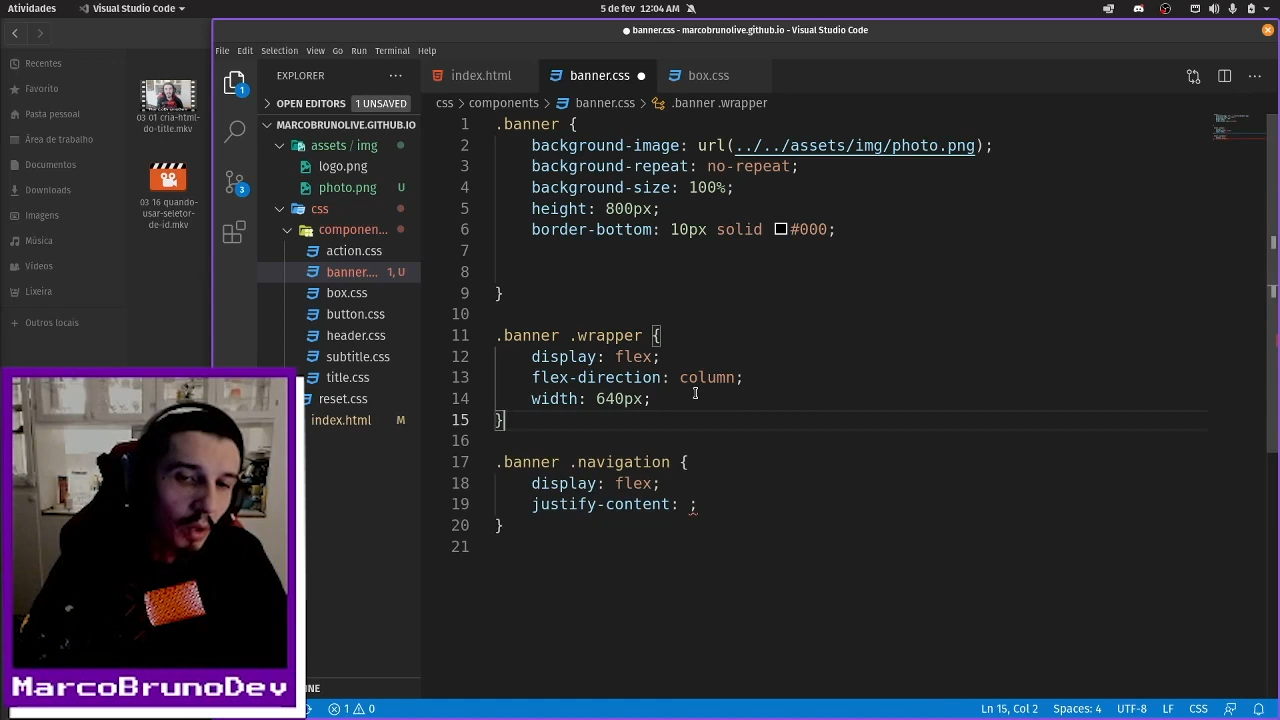 Atividades
Visual Studio Code
5 de fev 12:04 AM
banner.css - marcobrunolive.github.io - Visual Studio Code
File Edit Selection View Go Run Terminal Help
Recentes
Favorito
Pasta pessoal
Área de trabalho
Documentos
Downloads
Imagens
Música
Vídeos
Lixeira
Outros locais
03 01 cria-html-
do-title.mkv
03 16 quando-
usar-seletor-
de-id.mkv
1
3
EXPLORER
OPEN EDITORS 1 UNSAVED
MARCOBRUNOLIVE.GITHUB.IO
assets / img
logo.png
photo.png U
css
componen...
action.css
banner.... 1, U
box.css
button.css
header.css
subtitle.css
title.css
reset.css
index.html M
index.html banner.css box.css
css > components > banner.css > .banner .wrapper
1 .banner {
2 background-image: url(../../assets/img/photo.png);
3 background-repeat: no-repeat;
4 background-size: 100%;
5 height: 800px;
6 border-bottom: 10px solid #000;
7
8
9 }
10
11 .banner .wrapper {
12 display: flex;
13 flex-direction: column;
14 width: 640px;
15 }
16
17 .banner .navigation {
18 display: flex;
19 justify-content: ;
20 }
21
MarcoBrunoDev
1 0
Ln 15, Col 2 Spaces: 4 UTF-8 LF CSS